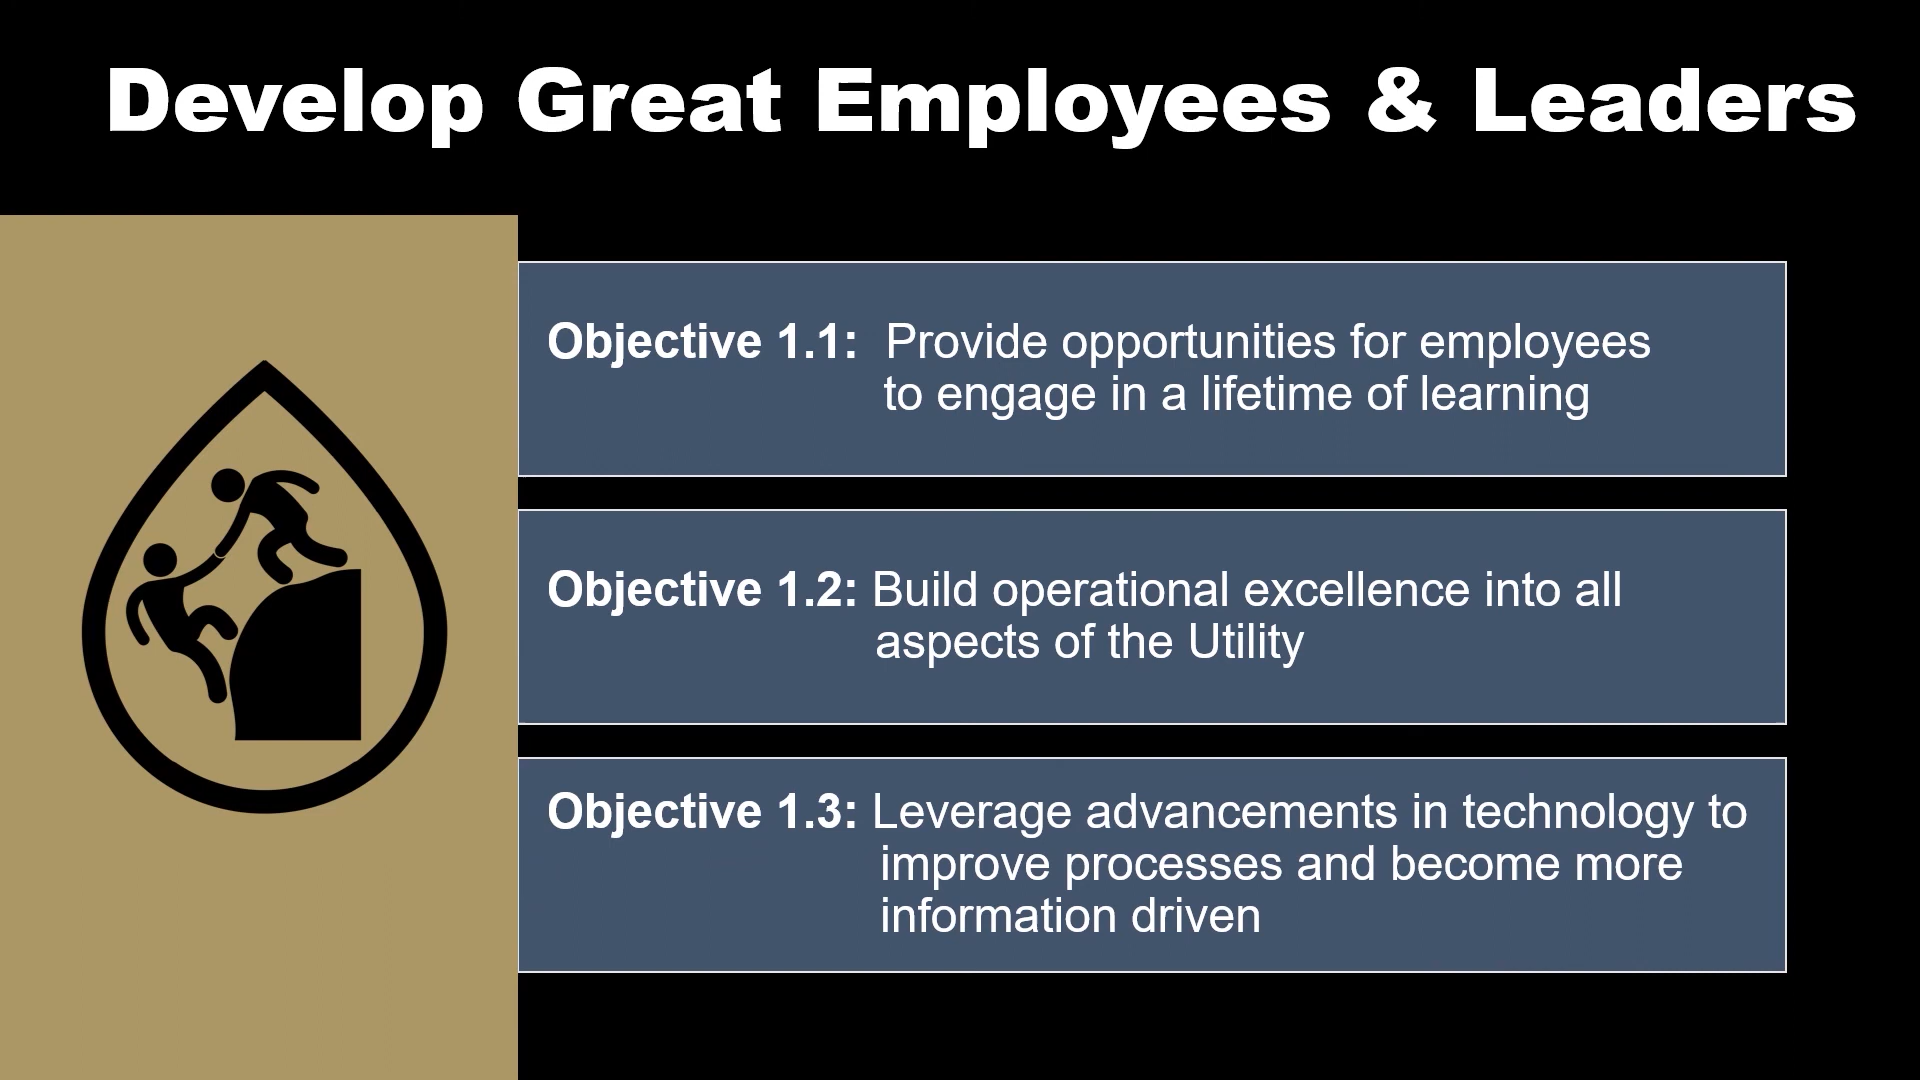 Develop Great Employees & Leaders
Objective 1.1: Provide opportunities for employees
to engage in a lifetime of learning
Objective 1.2: Build operational excellence into all
aspects of the Utility
Objective 1.3: Leverage advancements in technology to
improve processes and become more
information driven